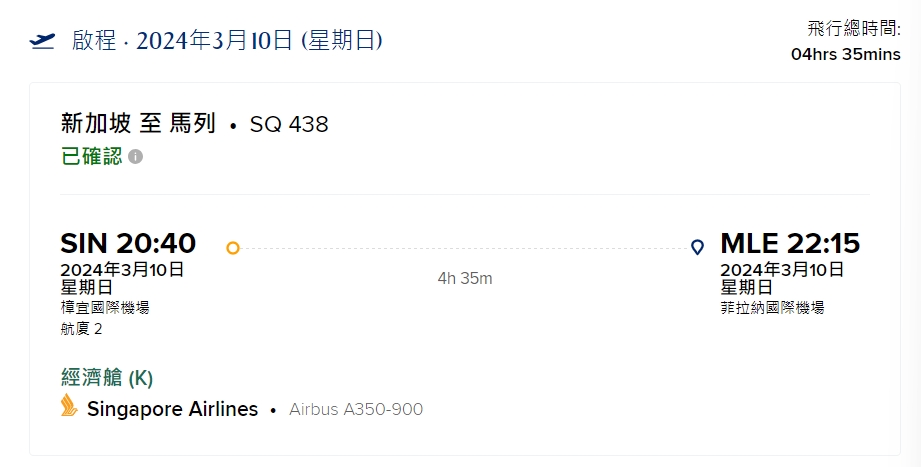 啟程 · 2024年3月10日 (星期日)
飛行總時間:
04hrs 35mins
新加坡 至 馬列 • SQ 438
已確認
SIN 20:40
2024年3月10日
星期日
樟宜國際機場
航廈 2
4h 35m
MLE 22:15
2024年3月10日
星期日
菲拉納國際機場
經濟艙 (K)
Singapore Airlines • Airbus A350-900